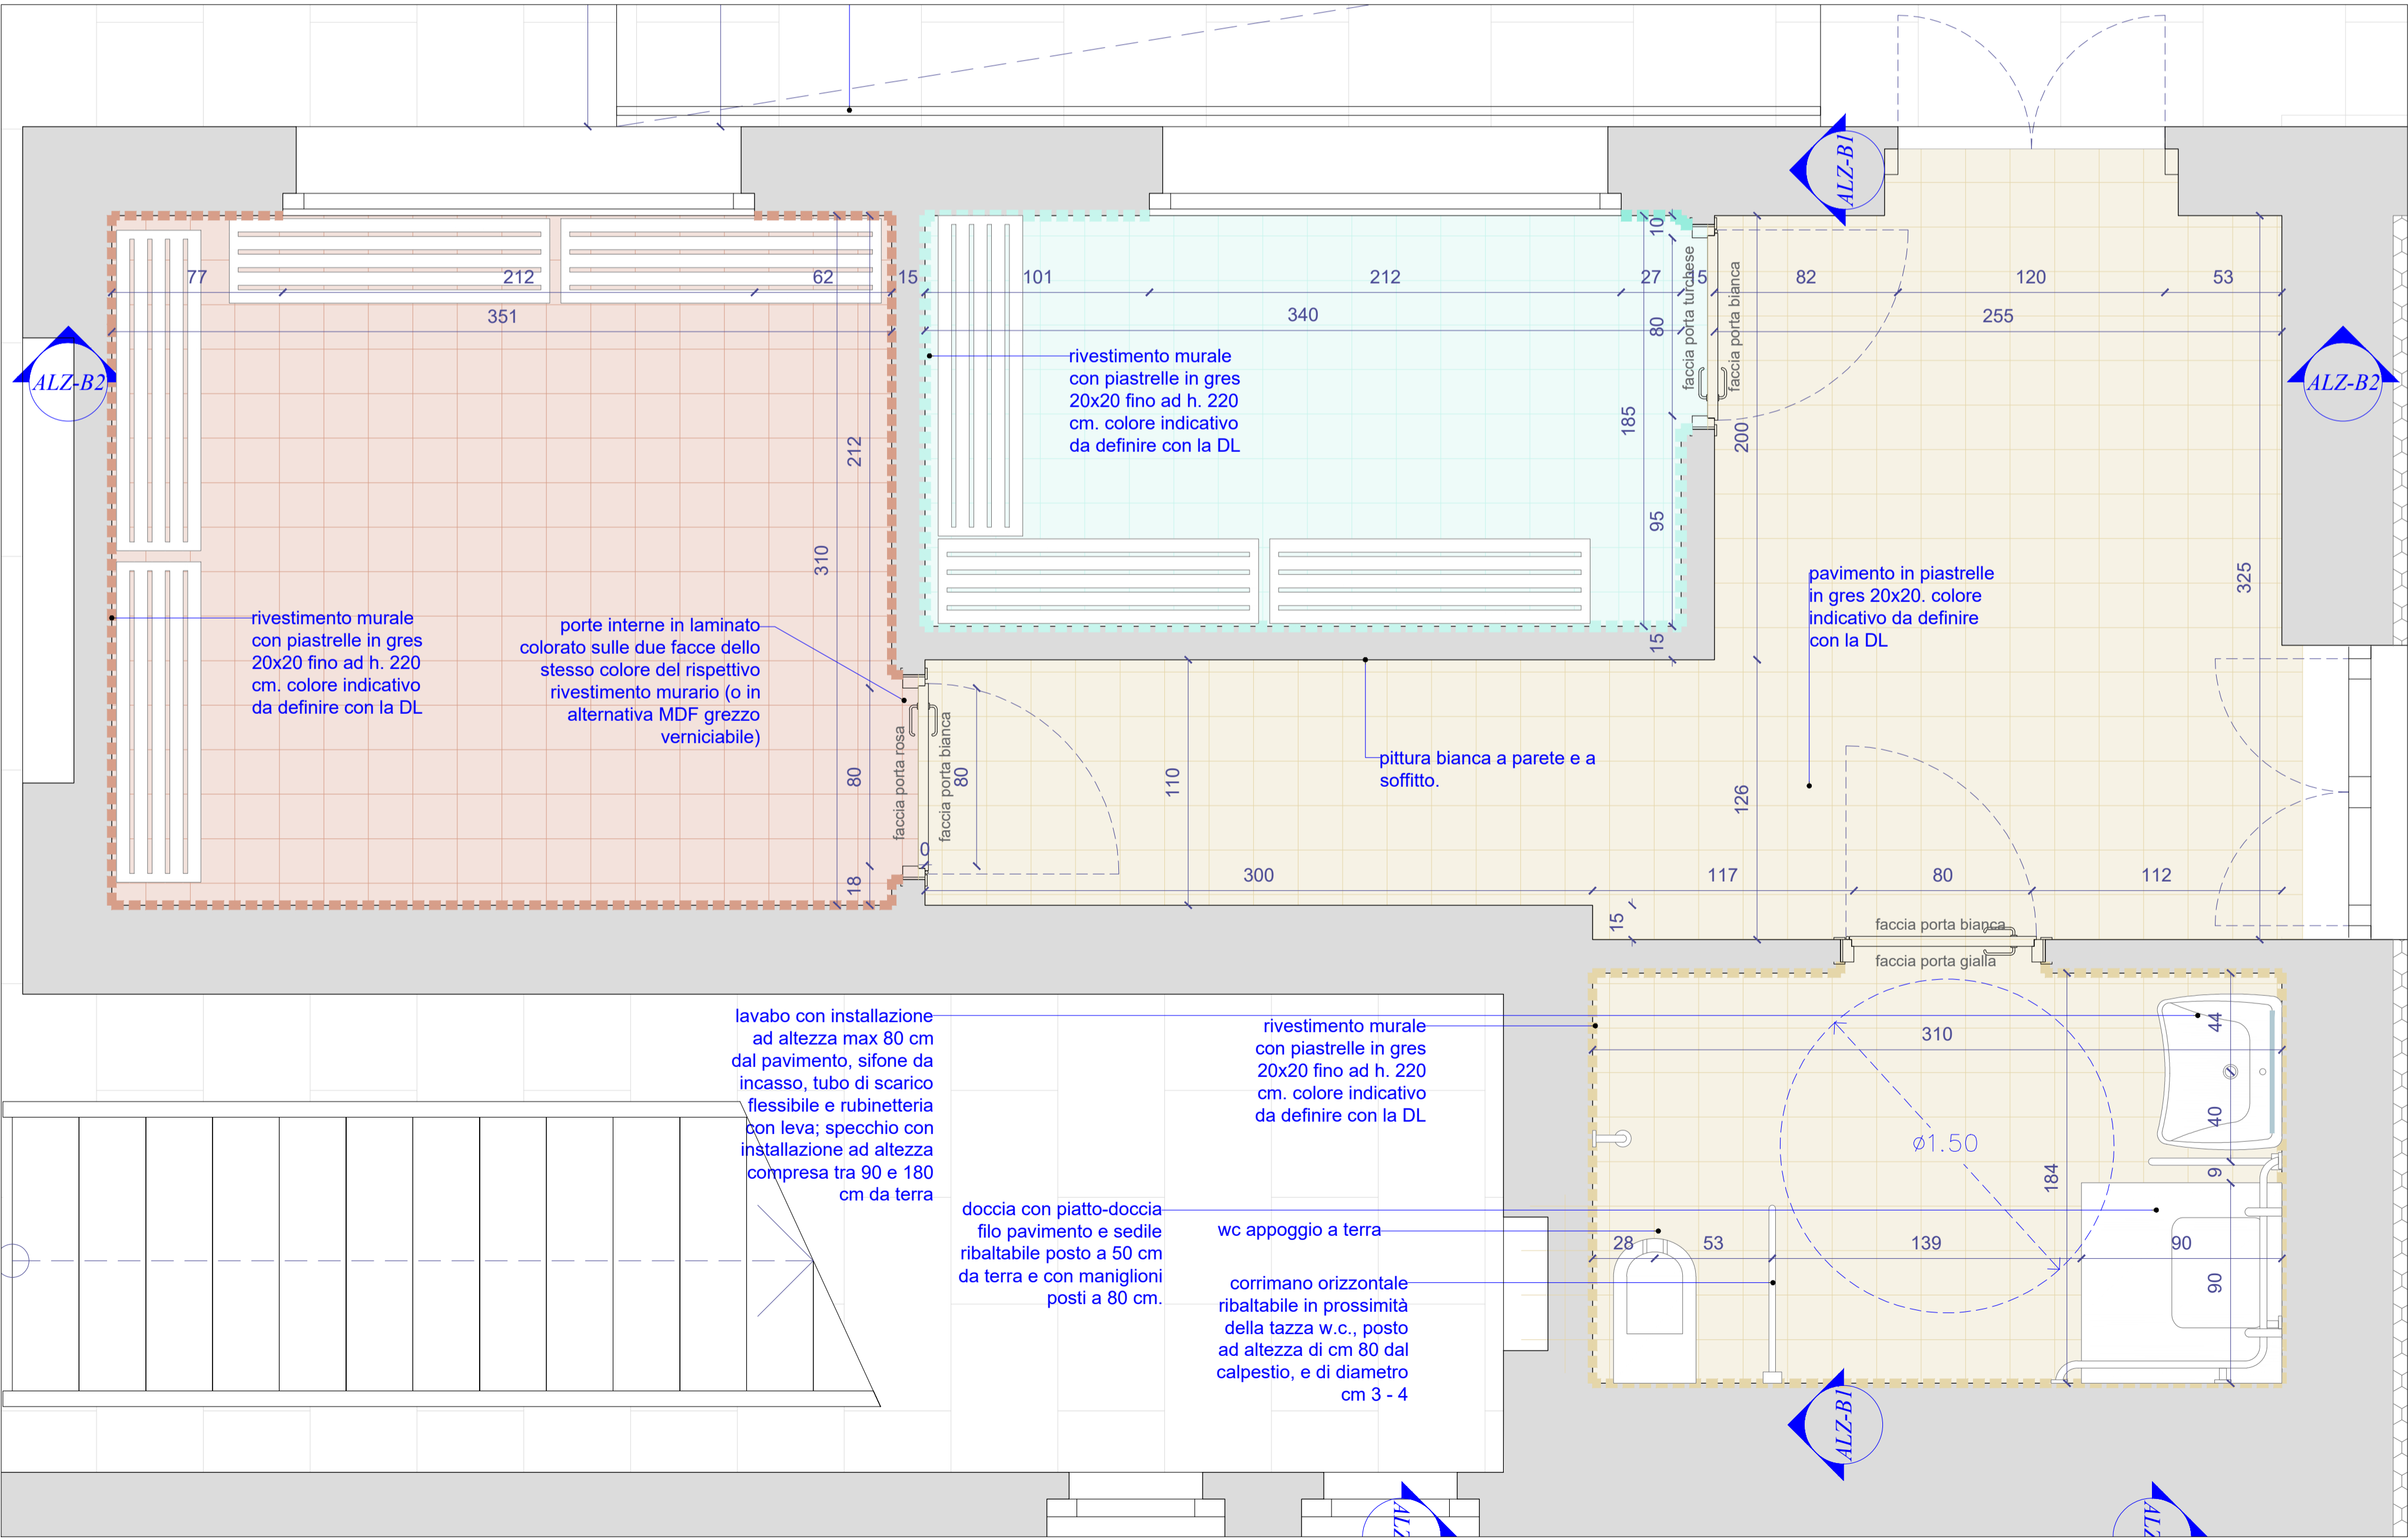 ALZ-B1
77
212
62
15
101
212
27
10
15
82
120
53
351
340
255
80
faccia porta turchese
faccia porta bianca
ALZ-B2
ALZ-B2
rivestimento murale
con piastrelle in gres
20x20 fino ad h. 220
cm. colore indicativo
da definire con la DL
212
185
200
310
95
325
15
rivestimento murale
con piastrelle in gres
20x20 fino ad h. 220
cm. colore indicativo
da definire con la DL
porte interne in laminato
colorato sulle due facce dello
stesso colore del rispettivo
rivestimento murario (o in
alternativa MDF grezzo
verniciabile)
pavimento in piastrelle
in gres 20x20. colore
indicativo da definire
con la DL
pittura bianca a parete e a
soffitto.
80
faccia porta rosa
faccia porta bianca
80
110
126
0
18
300
117
80
112
15
faccia porta bianca
faccia porta gialla
lavabo con installazione
ad altezza max 80 cm
dal pavimento, sifone da
incasso, tubo di scarico
flessibile e rubinetteria
con leva; specchio con
installazione ad altezza
compresa tra 90 e 180
cm da terra
rivestimento murale
con piastrelle in gres
20x20 fino ad h. 220
cm. colore indicativo
da definire con la DL
310
44
40
ø1.50
184
9
doccia con piatto-doccia
filo pavimento e sedile
ribaltabile posto a 50 cm
da terra e con maniglioni
posti a 80 cm.
wc appoggio a terra
28
53
139
90
90
corrimano orizzontale
ribaltabile in prossimità
della tazza w.c., posto
ad altezza di cm 80 dal
calpestio, e di diametro
cm 3 - 4
ALZ-B1
ALZ
ALZ